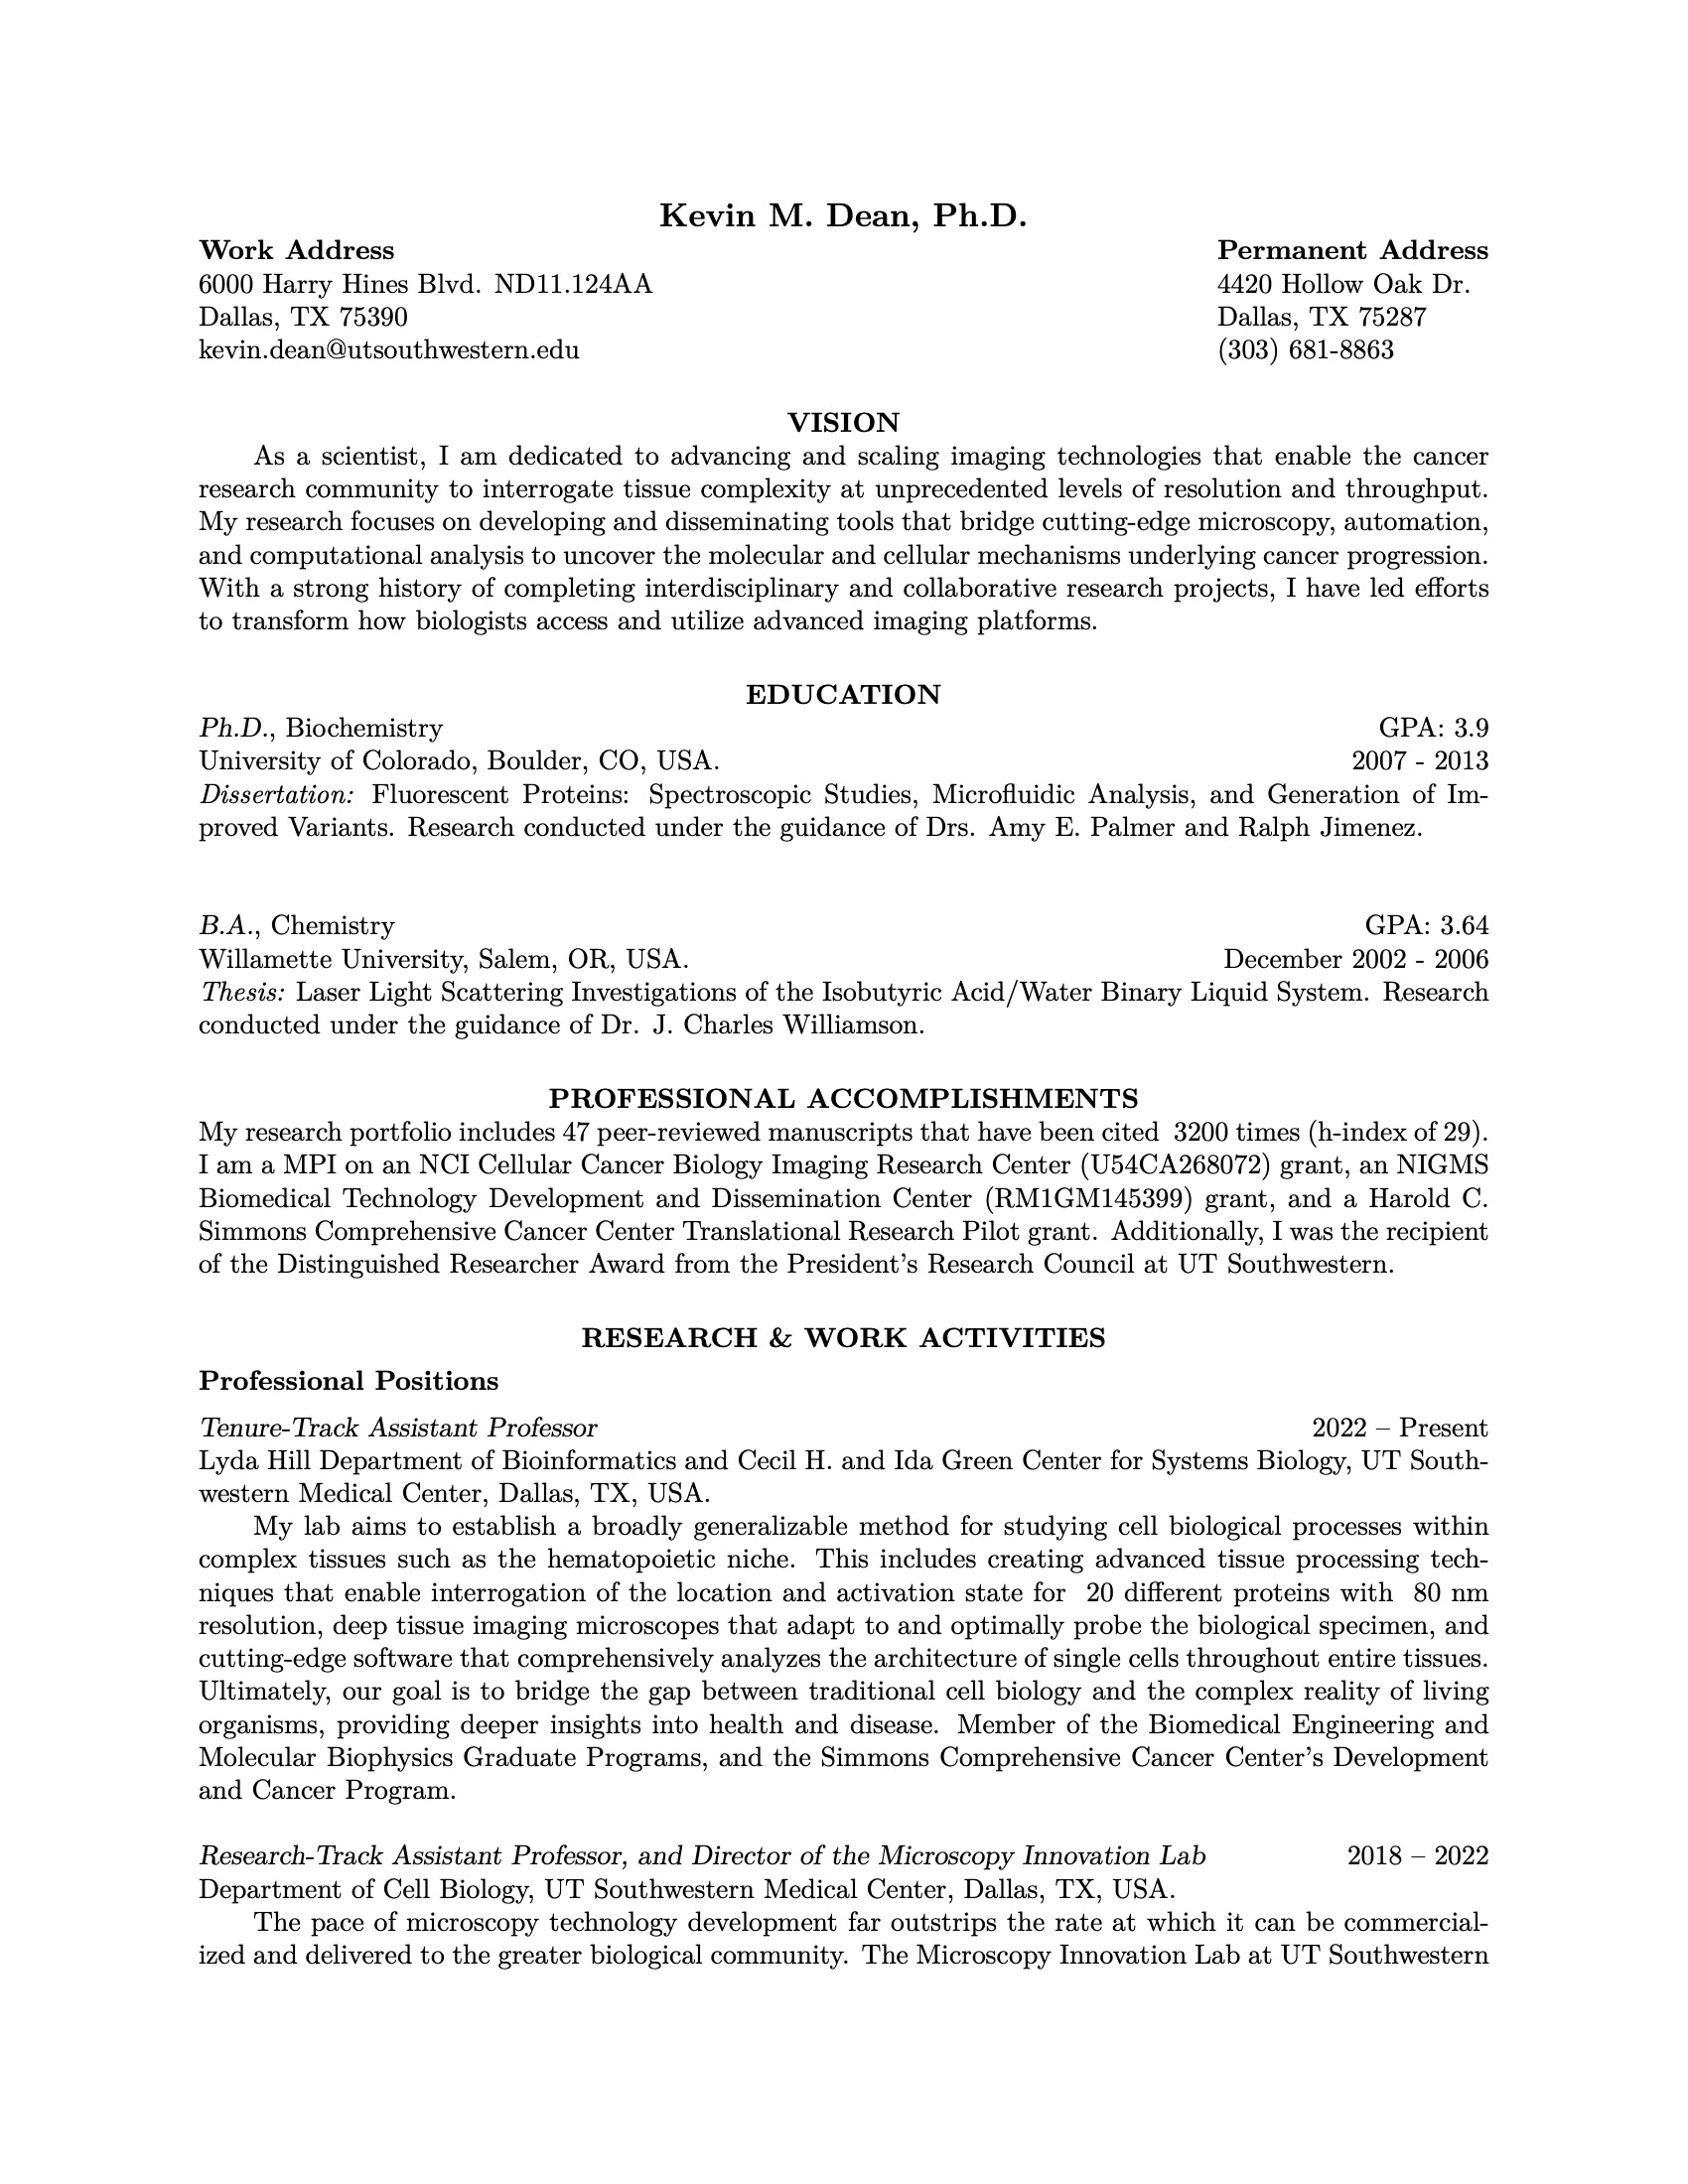 Kevin M. Dean, Ph.D.
Work Address
6000 Harry Hines Blvd. ND11.124AA
Dallas, TX 75390
kevin.dean@utsouthwestern.edu
Permanent Address
4420 Hollow Oak Dr.
Dallas, TX 75287
(303) 681-8863
VISION
As a scientist, I am dedicated to advancing and scaling imaging technologies that enable the cancer
research community to interrogate tissue complexity at unprecedented levels of resolution and throughput.
My research focuses on developing and disseminating tools that bridge cutting-edge microscopy, automation,
and computational analysis to uncover the molecular and cellular mechanisms underlying cancer progression.
With a strong history of completing interdisciplinary and collaborative research projects, I have led efforts
to transform how biologists access and utilize advanced imaging platforms.
EDUCATION
Ph.D., Biochemistry GPA: 3.9
University of Colorado, Boulder, CO, USA. 2007 - 2013
Dissertation: Fluorescent Proteins: Spectroscopic Studies, Microfluidic Analysis, and Generation of Im-
proved Variants. Research conducted under the guidance of Drs. Amy E. Palmer and Ralph Jimenez.
B.A., Chemistry GPA: 3.64
Willamette University, Salem, OR, USA. December 2002 - 2006
Thesis: Laser Light Scattering Investigations of the Isobutyric Acid/Water Binary Liquid System. Research
conducted under the guidance of Dr. J. Charles Williamson.
PROFESSIONAL ACCOMPLISHMENTS
My research portfolio includes 47 peer-reviewed manuscripts that have been cited 3200 times (h-index of 29).
I am a MPI on an NCI Cellular Cancer Biology Imaging Research Center (U54CA268072) grant, an NIGMS
Biomedical Technology Development and Dissemination Center (RM1GM145399) grant, and a Harold C.
Simmons Comprehensive Cancer Center Translational Research Pilot grant. Additionally, I was the recipient
of the Distinguished Researcher Award from the President's Research Council at UT Southwestern.
RESEARCH & WORK ACTIVITIES
Professional Positions
Tenure-Track Assistant Professor 2022 – Present
Lyda Hill Department of Bioinformatics and Cecil H. and Ida Green Center for Systems Biology, UT South-
western Medical Center, Dallas, TX, USA.
My lab aims to establish a broadly generalizable method for studying cell biological processes within
complex tissues such as the hematopoietic niche. This includes creating advanced tissue processing tech-
niques that enable interrogation of the location and activation state for 20 different proteins with 80 nm
resolution, deep tissue imaging microscopes that adapt to and optimally probe the biological specimen, and
cutting-edge software that comprehensively analyzes the architecture of single cells throughout entire tissues.
Ultimately, our goal is to bridge the gap between traditional cell biology and the complex reality of living
organisms, providing deeper insights into health and disease. Member of the Biomedical Engineering and
Molecular Biophysics Graduate Programs, and the Simmons Comprehensive Cancer Center's Development
and Cancer Program.
Research-Track Assistant Professor, and Director of the Microscopy Innovation Lab 2018 – 2022
Department of Cell Biology, UT Southwestern Medical Center, Dallas, TX, USA.
The pace of microscopy technology development far outstrips the rate at which it can be commercial-
ized and delivered to the greater biological community. The Microscopy Innovation Lab at UT Southwestern